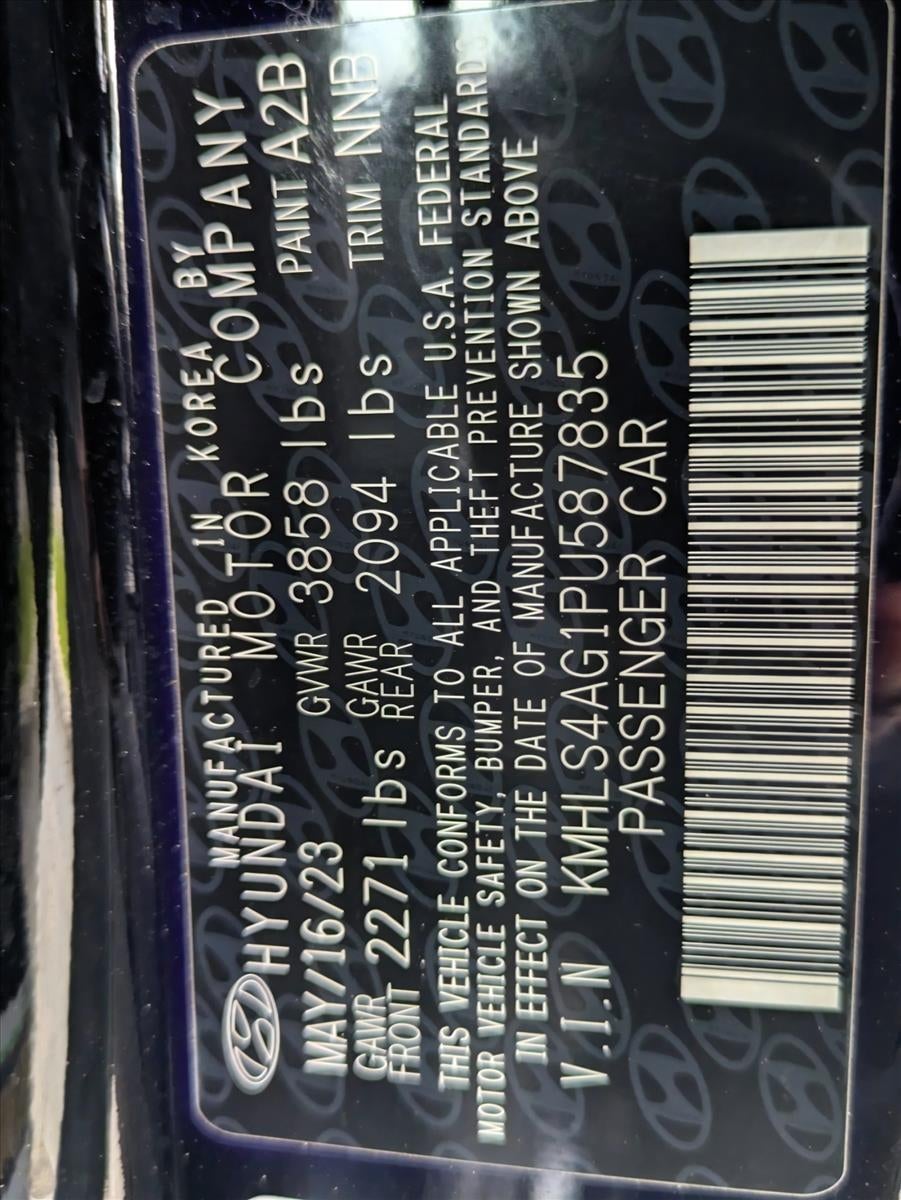 MANUFACTURED IN KOREA BY
HYUNDAI MOTOR COMPANY
MAY/16/23 GVWR 3858 lbs PAINT A2B
GAWR FRONT 2271 lbs GAWR REAR 2094 lbs TRIM NNB
THIS VEHICLE CONFORMS TO ALL APPLICABLE U.S.A. FEDERAL
MOTOR VEHICLE SAFETY, BUMPER, AND THEFT PREVENTION STANDARDS
IN EFFECT ON THE DATE OF MANUFACTURE SHOWN ABOVE
V.I.N KMHLS4AG1PU587835
PASSENGER CAR